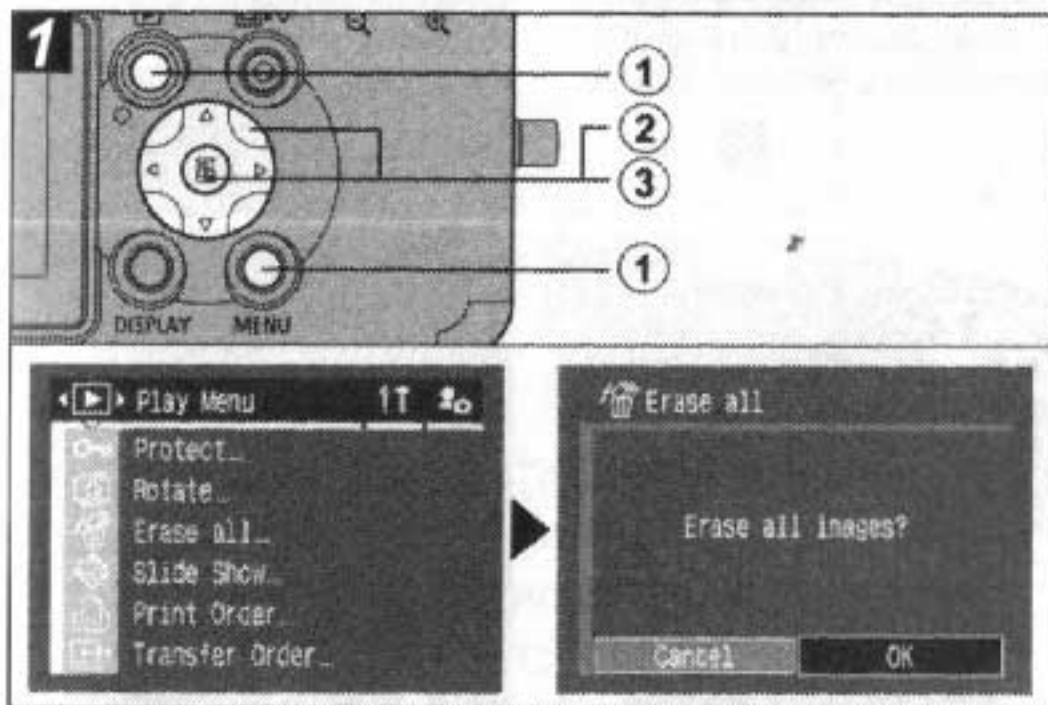 1
1
2
3
1
DISPLAY MENU
Play Menu
Protect…
Rotate…
Erase all…
Slide Show…
Print Order…
Transfer Order…
Erase all
Erase all images?
Cancel OK